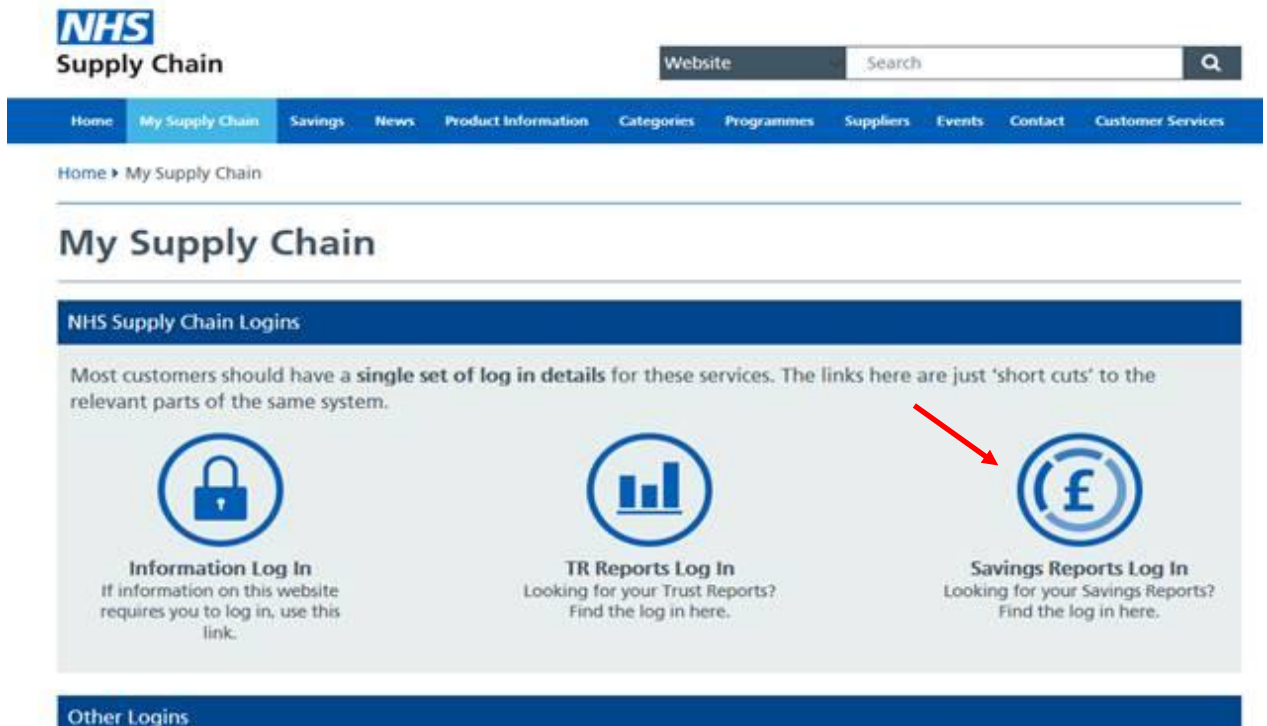 NHS
Supply Chain
Website
Search
Home My Supply Chain Savings News Product Information Categories Programmes Suppliers Events Contact Customer Services
Home My Supply Chain
My Supply Chain
NHS Supply Chain Logins
Most customers should have a single set of log in details for these services. The links here are just 'short cuts' to the
relevant parts of the same system.
£
Information Log In
If information on this website
requires you to log in, use this
link.
TR Reports Log In
Looking for your Trust Reports?
Find the log in here.
Savings Reports Log In
Looking for your Savings Reports?
Find the log in here.
Other Logins